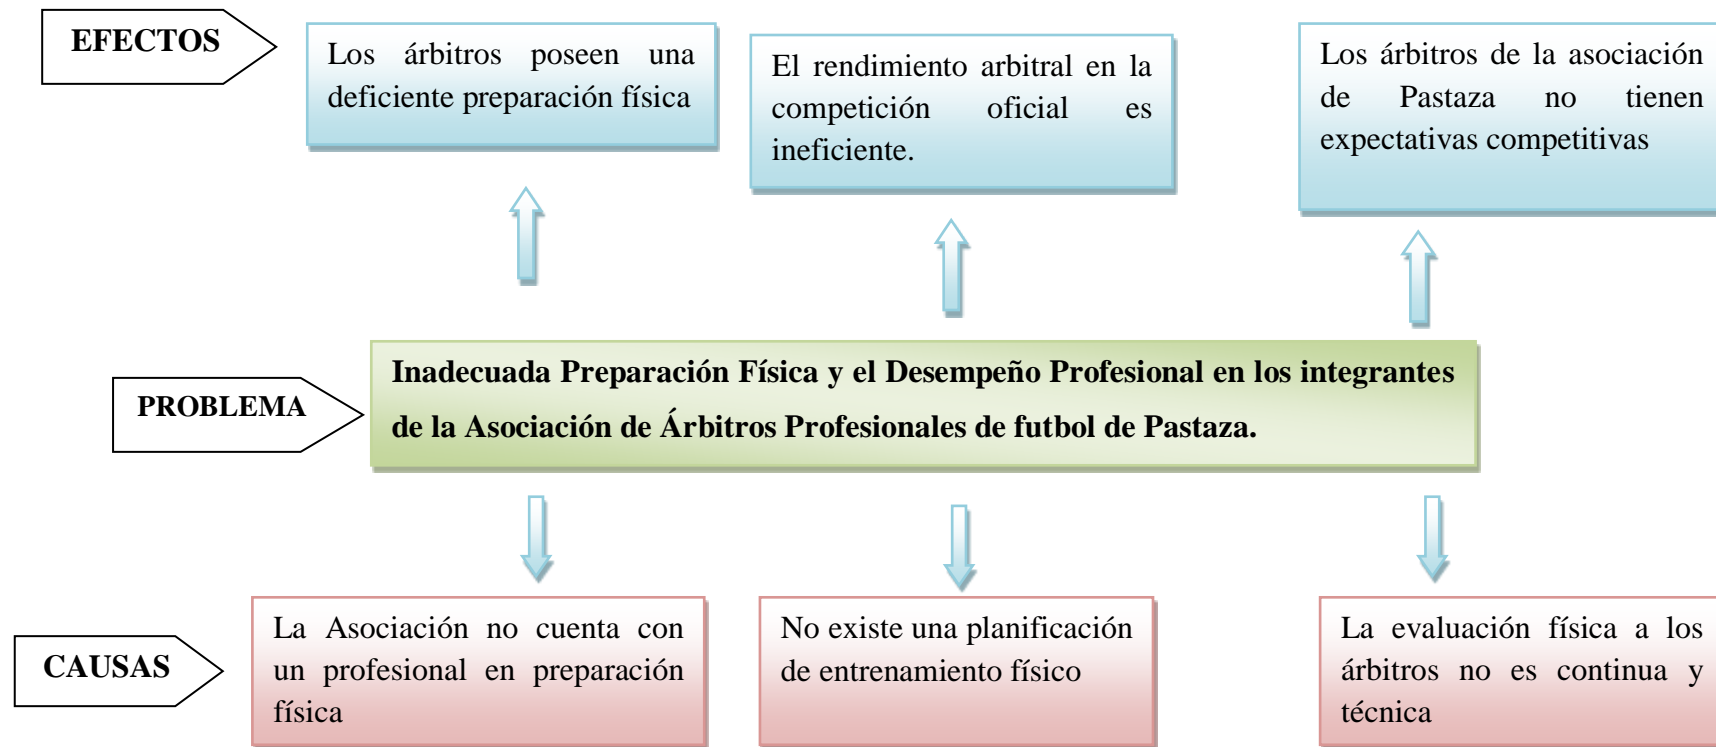 EFECTOS
Los árbitros poseen una
deficiente preparación física
El rendimiento arbitral en la
competición oficial es
ineficiente.
Los árbitros de la asociación
de Pastaza no tienen
expectativas competitivas
PROBLEMA
Inadecuada Preparación Física y el Desempeño Profesional en los integrantes
de la Asociación de Árbitros Profesionales de futbol de Pastaza.
CAUSAS
La Asociación no cuenta con
un profesional en preparación
física
No existe una planificación
de entrenamiento físico
La evaluación física a los
árbitros no es continua y
técnica